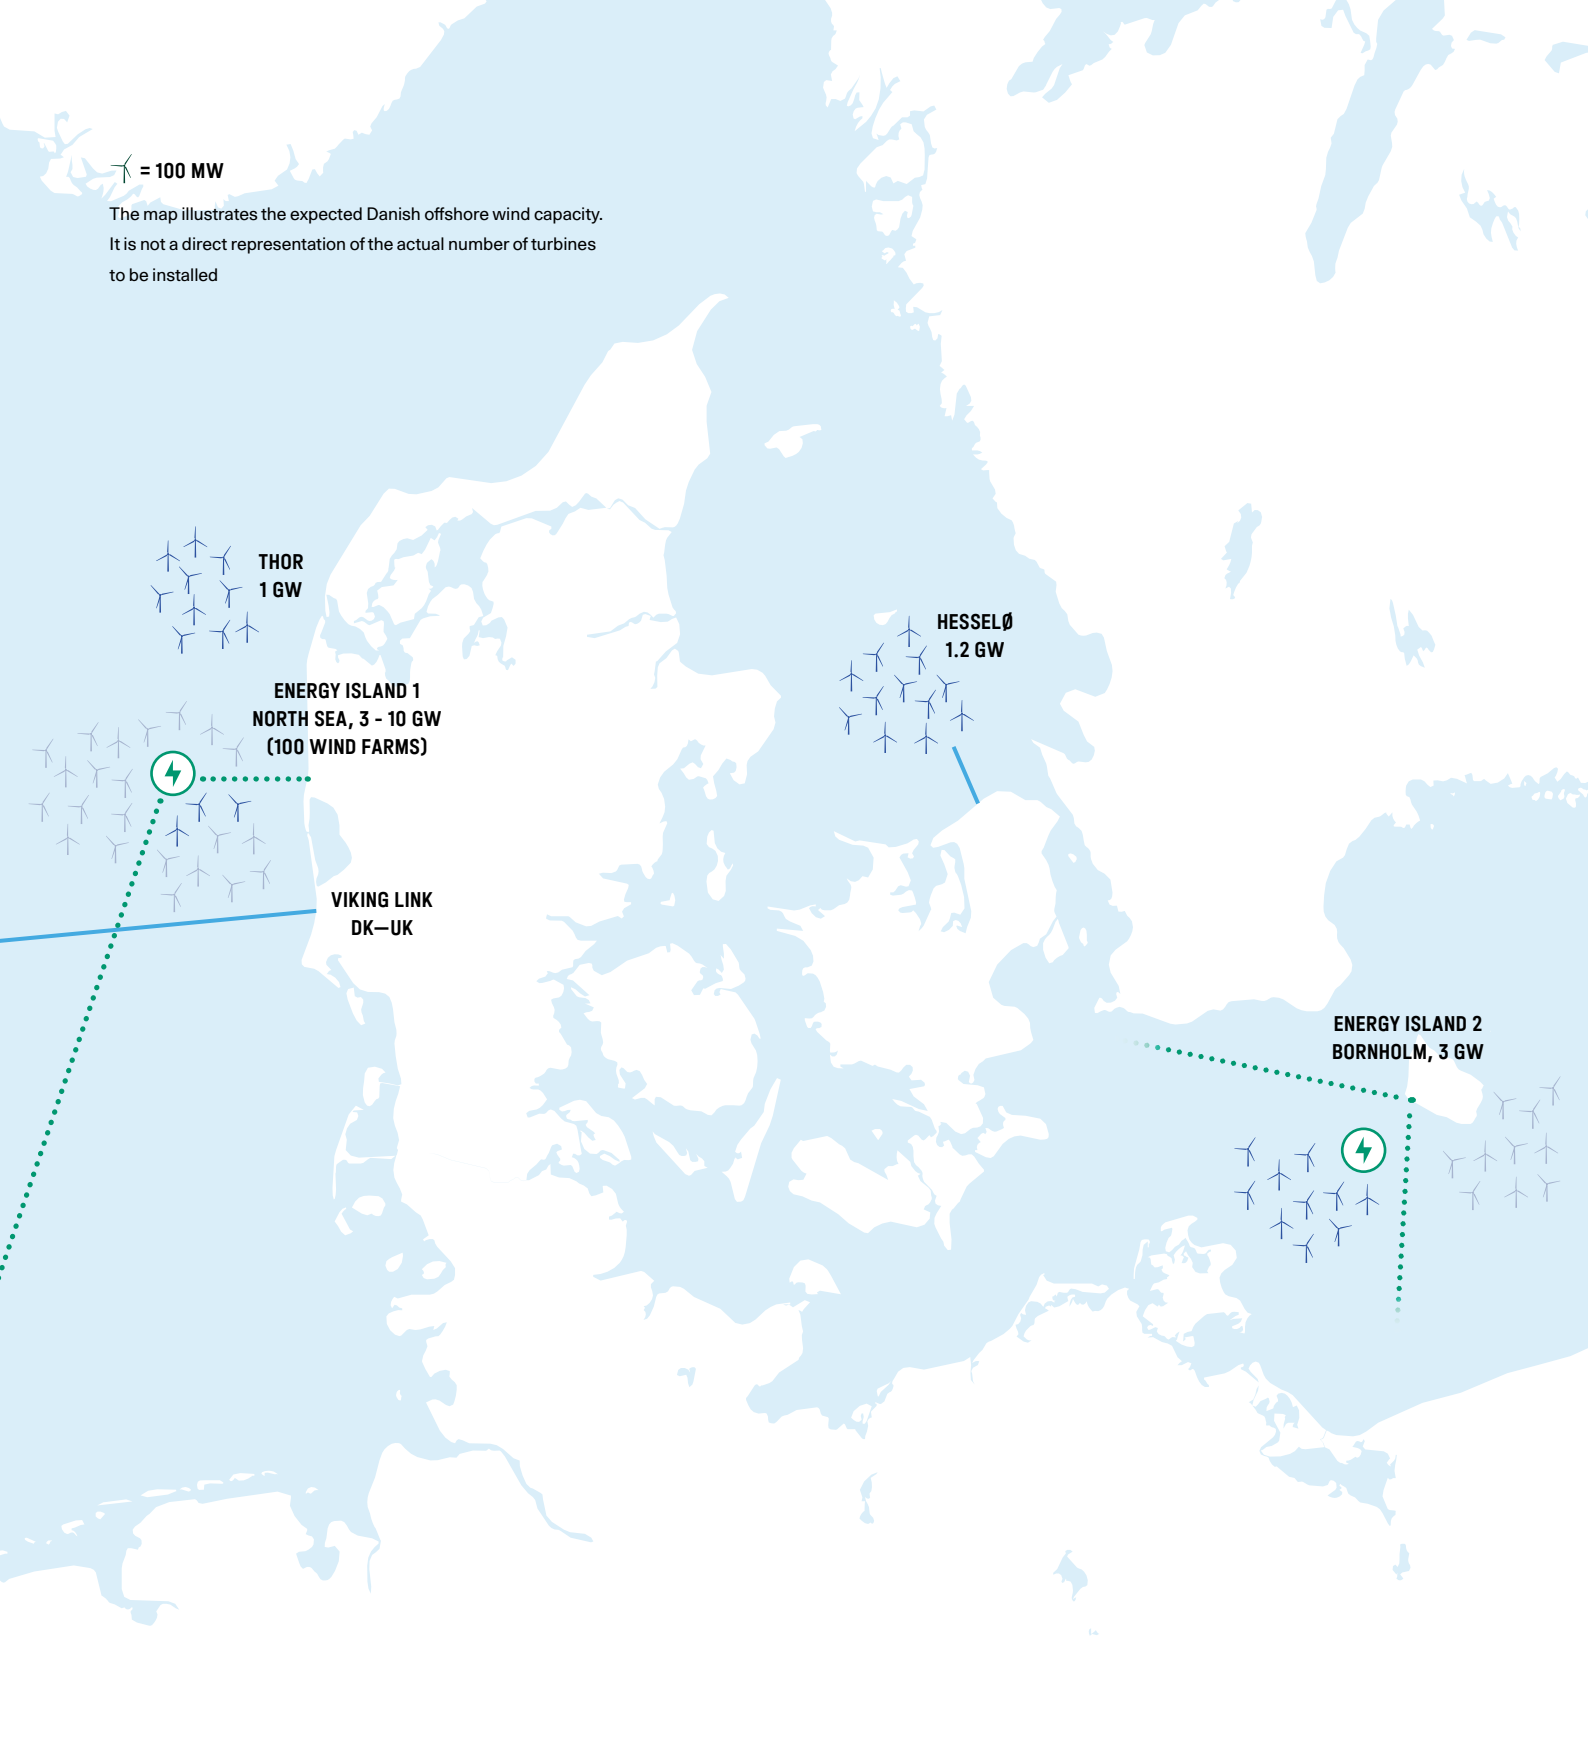 = 100 MW
The map illustrates the expected Danish offshore wind capacity.
It is not a direct representation of the actual number of turbines
to be installed
THOR
1 GW
HESSELØ
1.2 GW
ENERGY ISLAND 1
NORTH SEA, 3 - 10 GW
(100 WIND FARMS)
VIKING LINK
DK—UK
ENERGY ISLAND 2
BORNHOLM, 3 GW